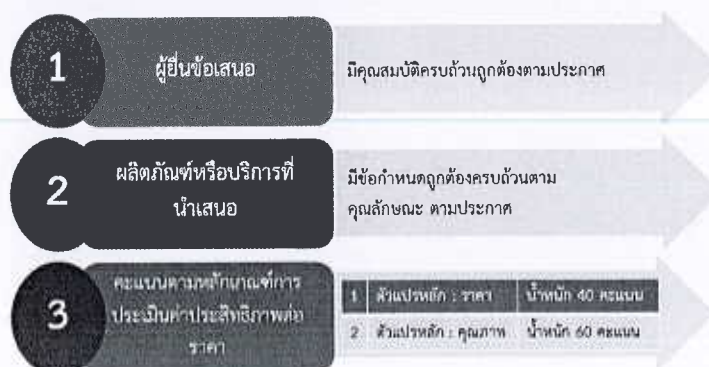 1
ผู้ยื่นข้อเสนอ
มีคุณสมบัติครบถ้วนถูกต้องตามประกาศ
2
ผลิตภัณฑ์หรือบริการที่
นำเสนอ
มีข้อกำหนดถูกต้องครบถ้วนตาม
คุณลักษณะ ตามประกาศ
3
คะแนนตามหลักเกณฑ์การ
ประเมินค่าประสิทธิภาพต่อ
ราคา
1 ตัวแปรหลัก : ราคา น้ำหนัก 40 คะแนน
2 ตัวแปรหลัก : คุณภาพ น้ำหนัก 60 คะแนน